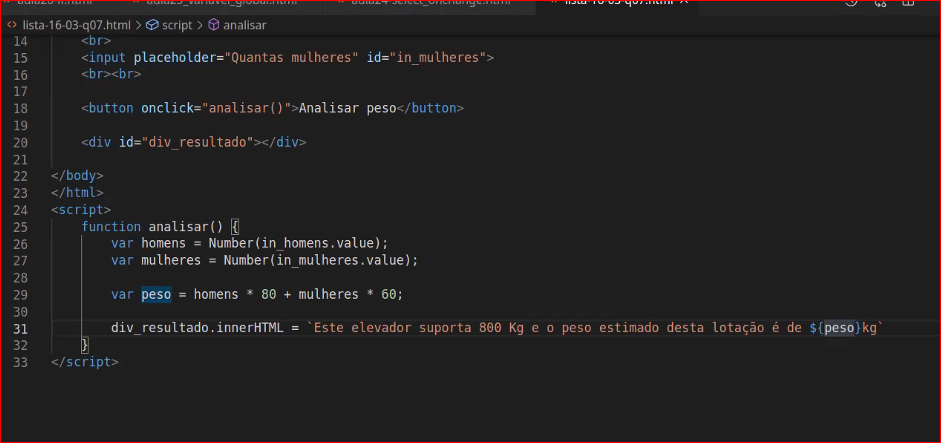 lista-16-03-q07.html
lista-16-03-q07.html > script > analisar
14 <br>
15 <input placeholder="Quantas mulheres" id="in_mulheres">
16 <br><br>
17
18 <button onclick="analisar()">Analisar peso</button>
19
20 <div id="div_resultado"></div>
21
22 </body>
23 </html>
24 <script>
25 function analisar() {
26 var homens = Number(in_homens.value);
27 var mulheres = Number(in_mulheres.value);
28
29 var peso = homens * 80 + mulheres * 60;
30
31 div_resultado.innerHTML = `Este elevador suporta 800 Kg e o peso estimado desta lotação é de ${peso}kg`
32 }
33 </script>